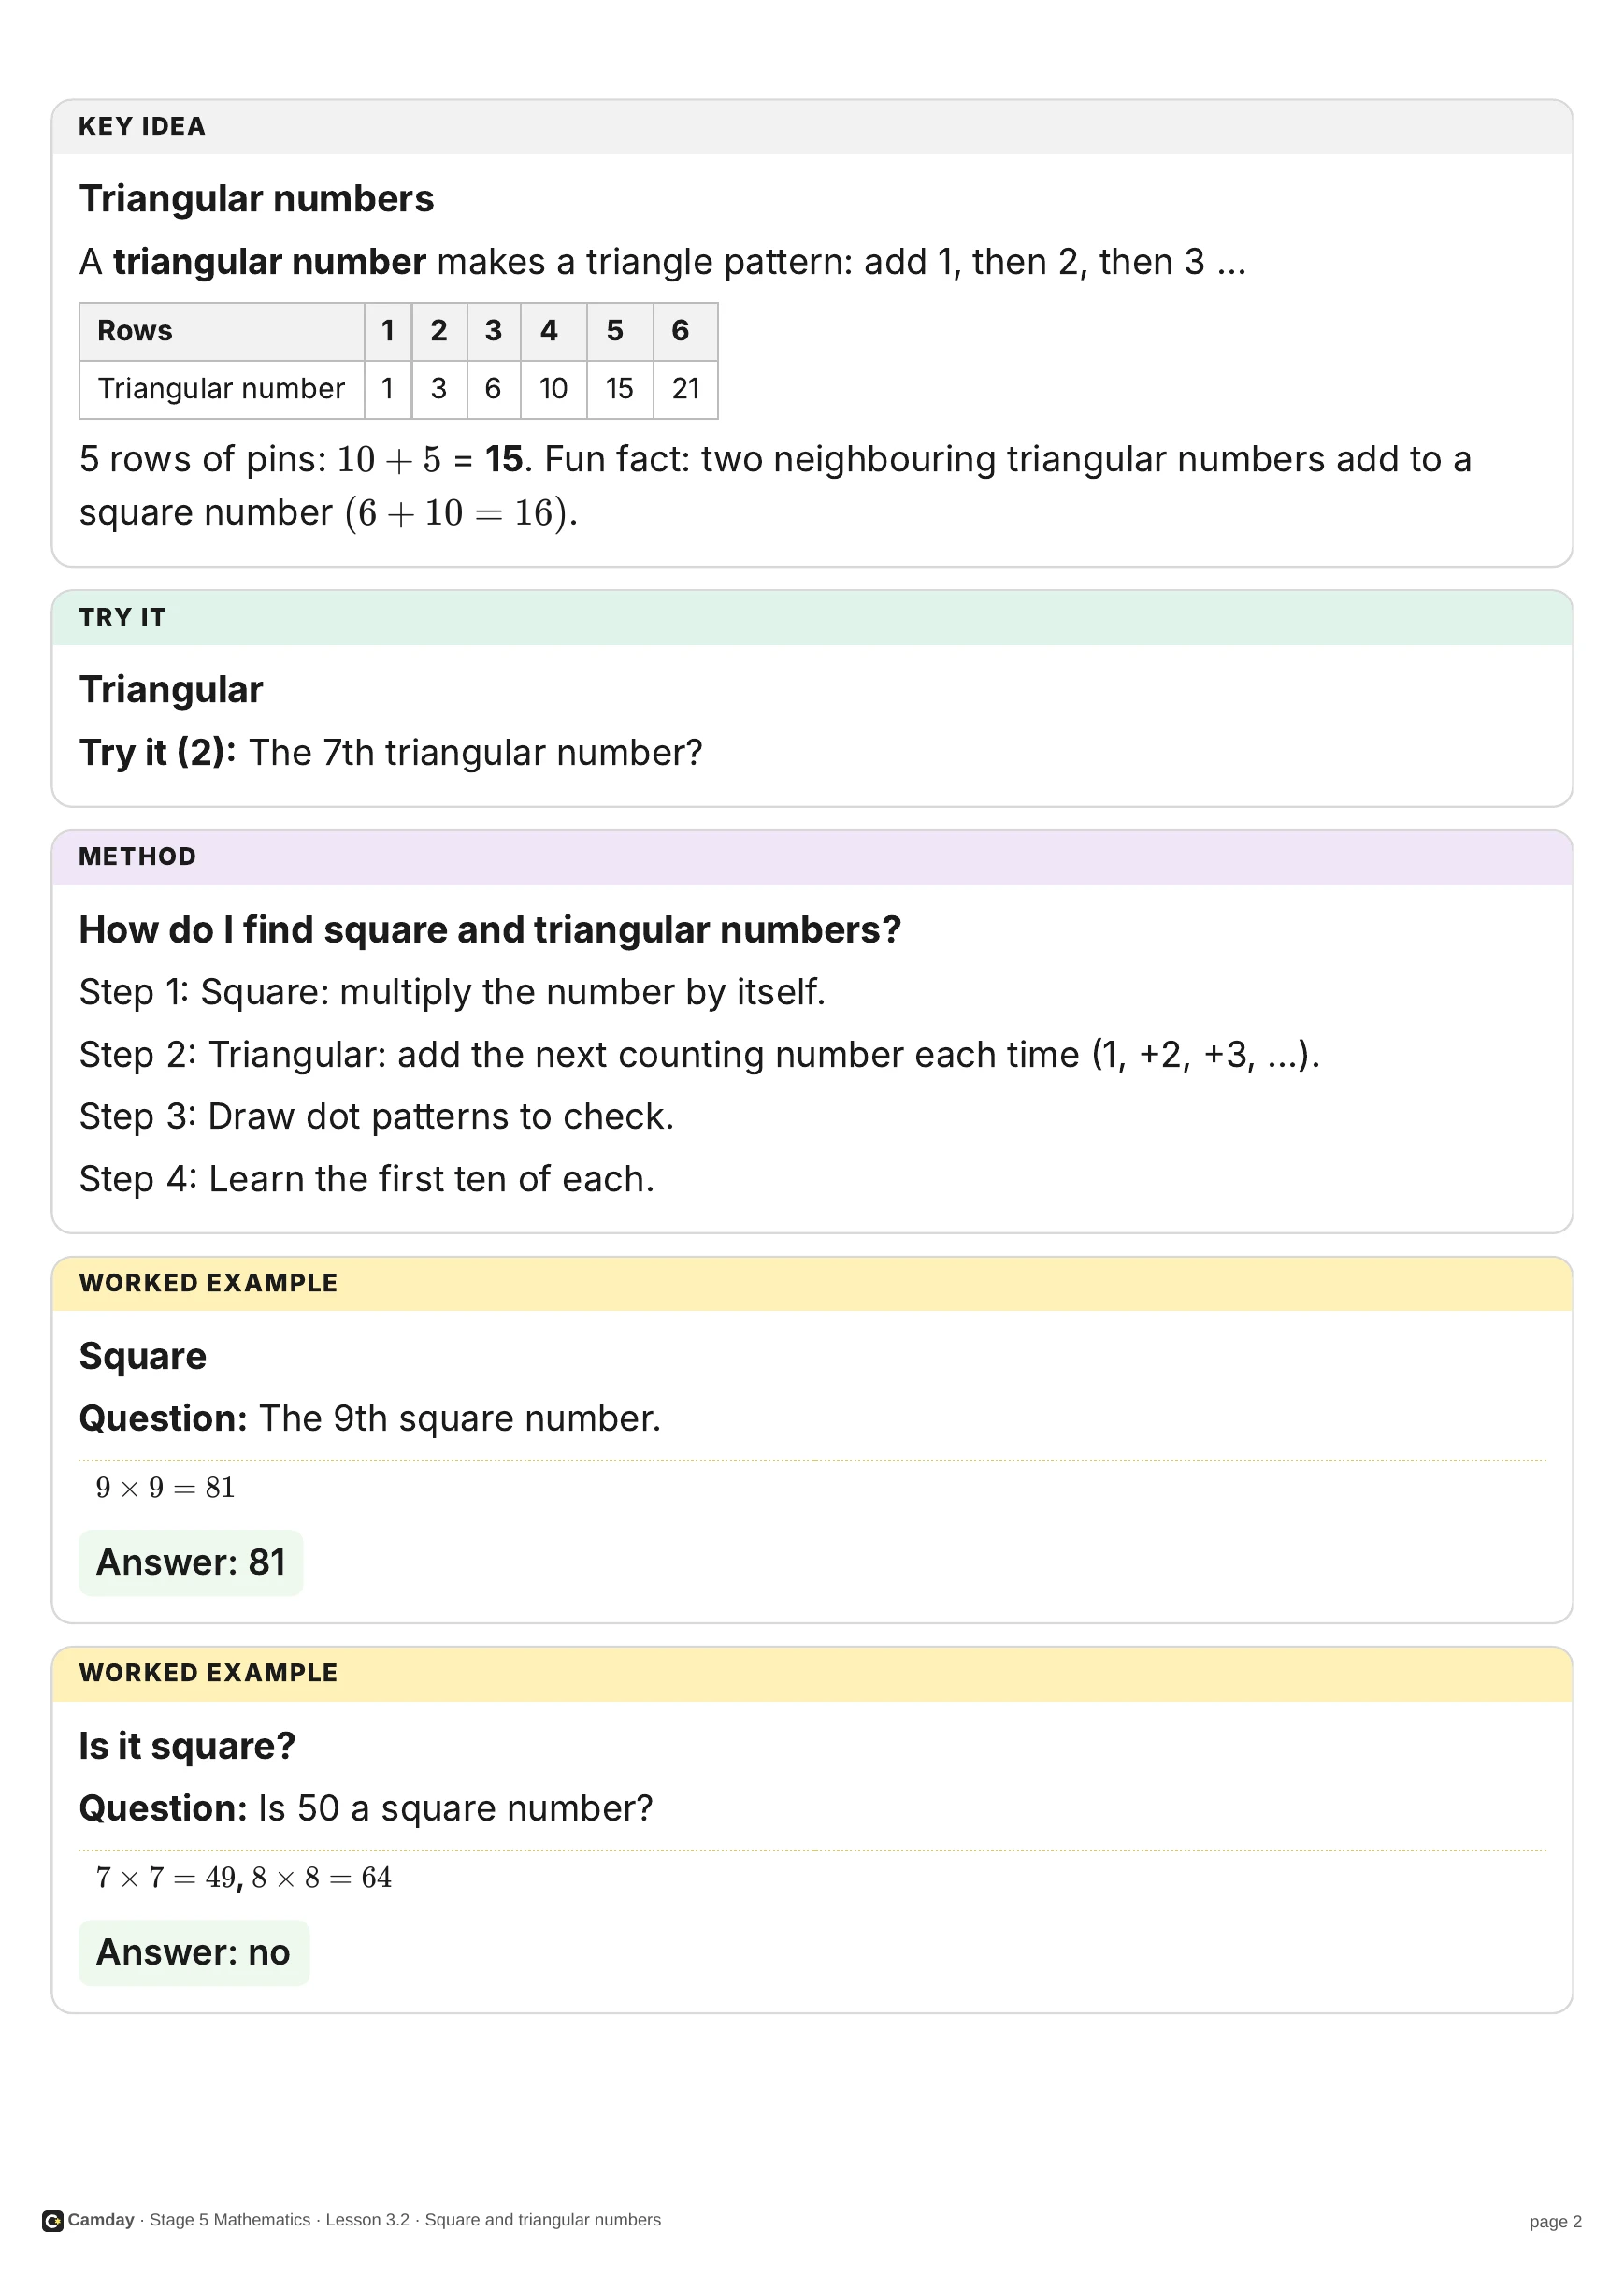 KEY IDEA
Triangular numbers
A triangular number makes a triangle pattern: add 1, then 2, then 3 ...
Rows 1 2 3 4 5 6
Triangular number 1 3 6 10 15 21
5 rows of pins: 10 + 5 = 15. Fun fact: two neighbouring triangular numbers add to a
square number (6 + 10 = 16).
TRY IT
Triangular
Try it (2): The 7th triangular number?
METHOD
How do I find square and triangular numbers?
Step 1: Square: multiply the number by itself.
Step 2: Triangular: add the next counting number each time (1, +2, +3, ...).
Step 3: Draw dot patterns to check.
Step 4: Learn the first ten of each.
WORKED EXAMPLE
Square
Question: The 9th square number.
9 × 9 = 81
Answer: 81
WORKED EXAMPLE
Is it square?
Question: Is 50 a square number?
7 × 7 = 49, 8 × 8 = 64
Answer: no
Camday · Stage 5 Mathematics · Lesson 3.2 · Square and triangular numbers
page 2